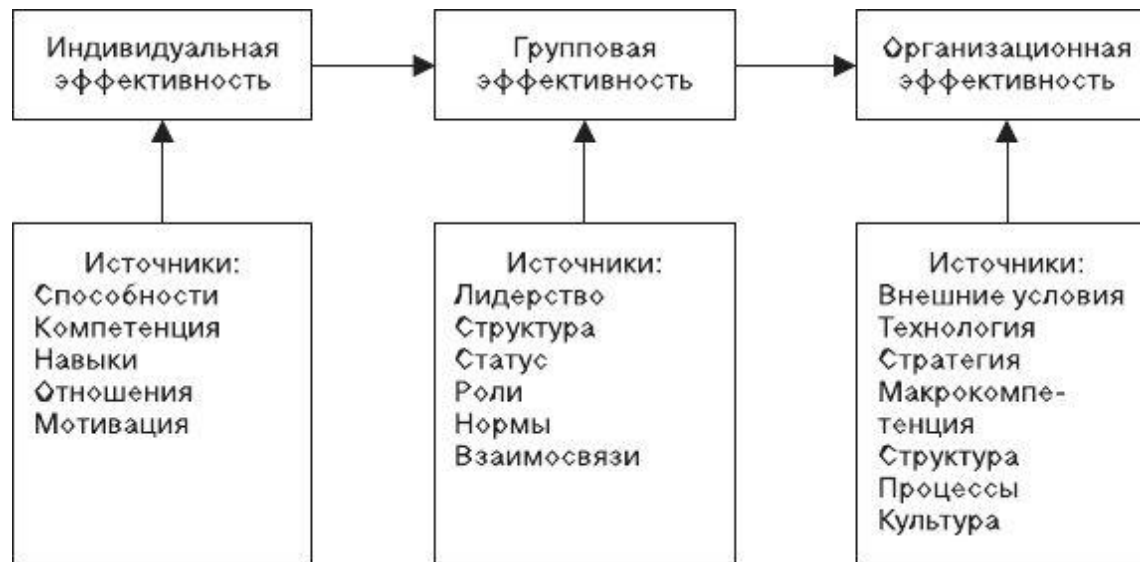 Индивидуальная
эффективность
Групповая
эффективность
Организационная
эффективность
Источники:
Способности
Компетенция
Навыки
Отношения
Мотивация
Источники:
Лидерство
Структура
Статус
Роли
Нормы
Взаимосвязи
Источники:
Внешние условия
Технология
Стратегия
Макрокомпе-
тенция
Структура
Процессы
Культура